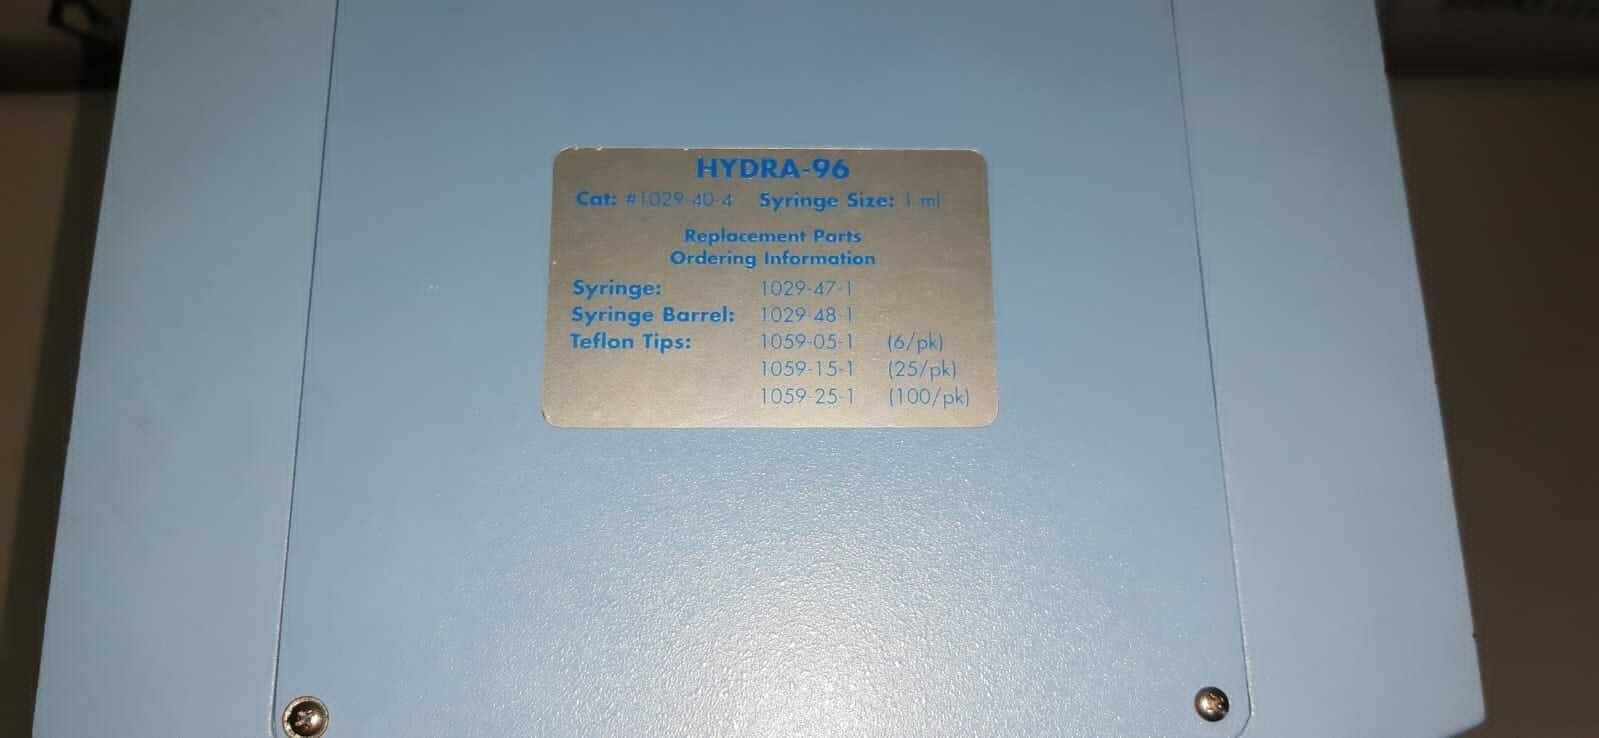 HYDRA-96
Cat: #1029-40-4 Syringe Size: 1 ml
Replacement Parts
Ordering Information
Syringe: 1029-47-1
Syringe Barrel: 1029-48-1
Teflon Tips: 1059-05-1 (6/pk)
1059-15-1 (25/pk)
1059-25-1 (100/pk)